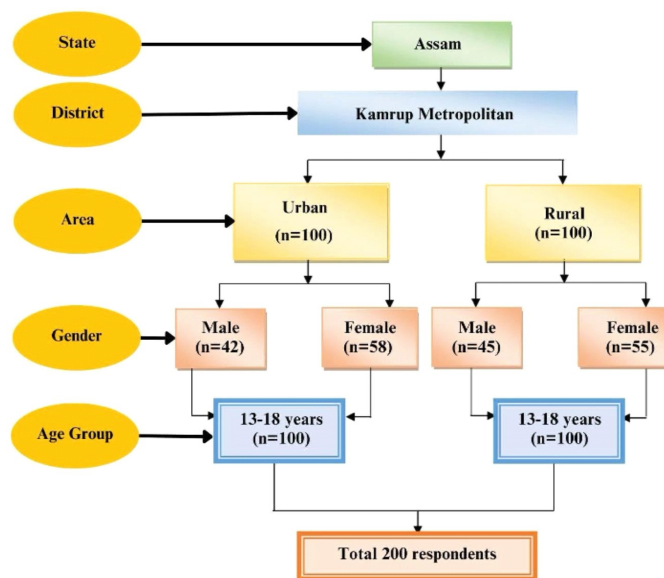 State
Assam
District
Kamrup Metropolitan
Area
Urban
(n=100)
Rural
(n=100)
Gender
Male
(n=42)
Female
(n=58)
Male
(n=45)
Female
(n=55)
Age Group
13-18 years
(n=100)
13-18 years
(n=100)
Total 200 respondents